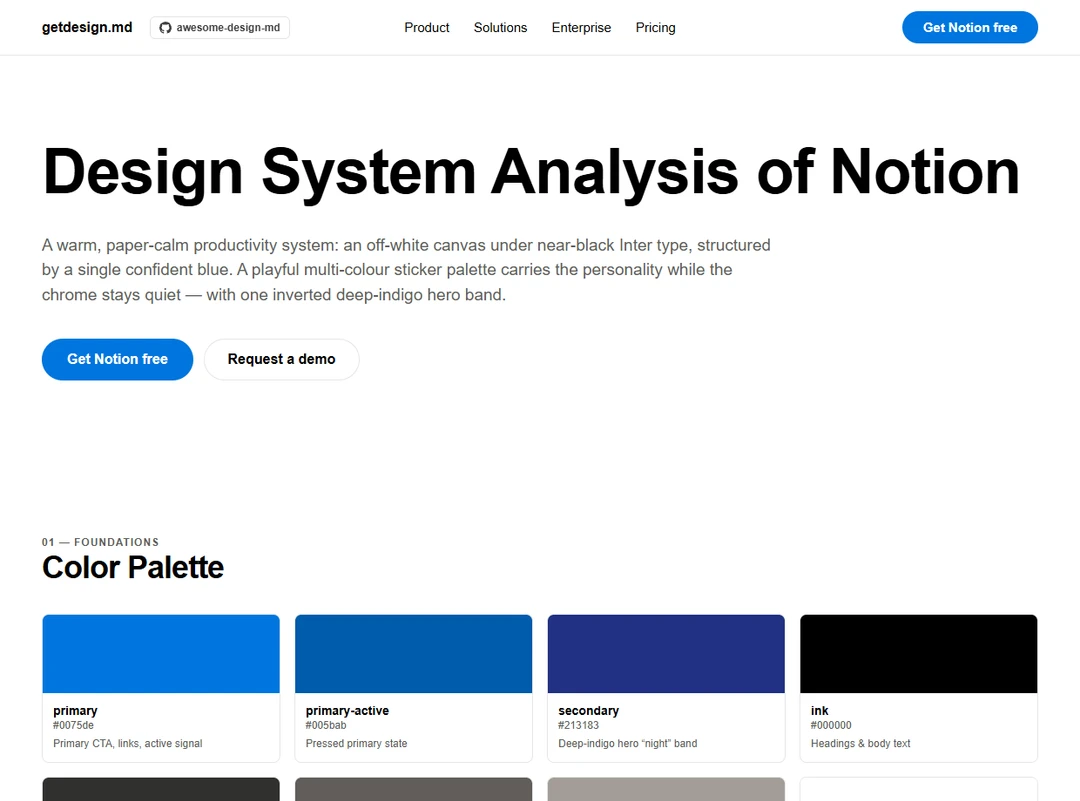 getdesign.md
awesome-design-md
Product
Solutions
Enterprise
Pricing
Get Notion free
Design System Analysis of Notion
A warm, paper-calm productivity system: an off-white canvas under near-black Inter type, structured
by a single confident blue. A playful multi-colour sticker palette carries the personality while the
chrome stays quiet — with one inverted deep-indigo hero band.
Get Notion free
Request a demo
01 — FOUNDATIONS
Color Palette
primary
#0075de
Primary CTA, links, active signal
primary-active
#005bab
Pressed primary state
secondary
#213183
Deep-indigo hero “night” band
ink
#000000
Headings & body text